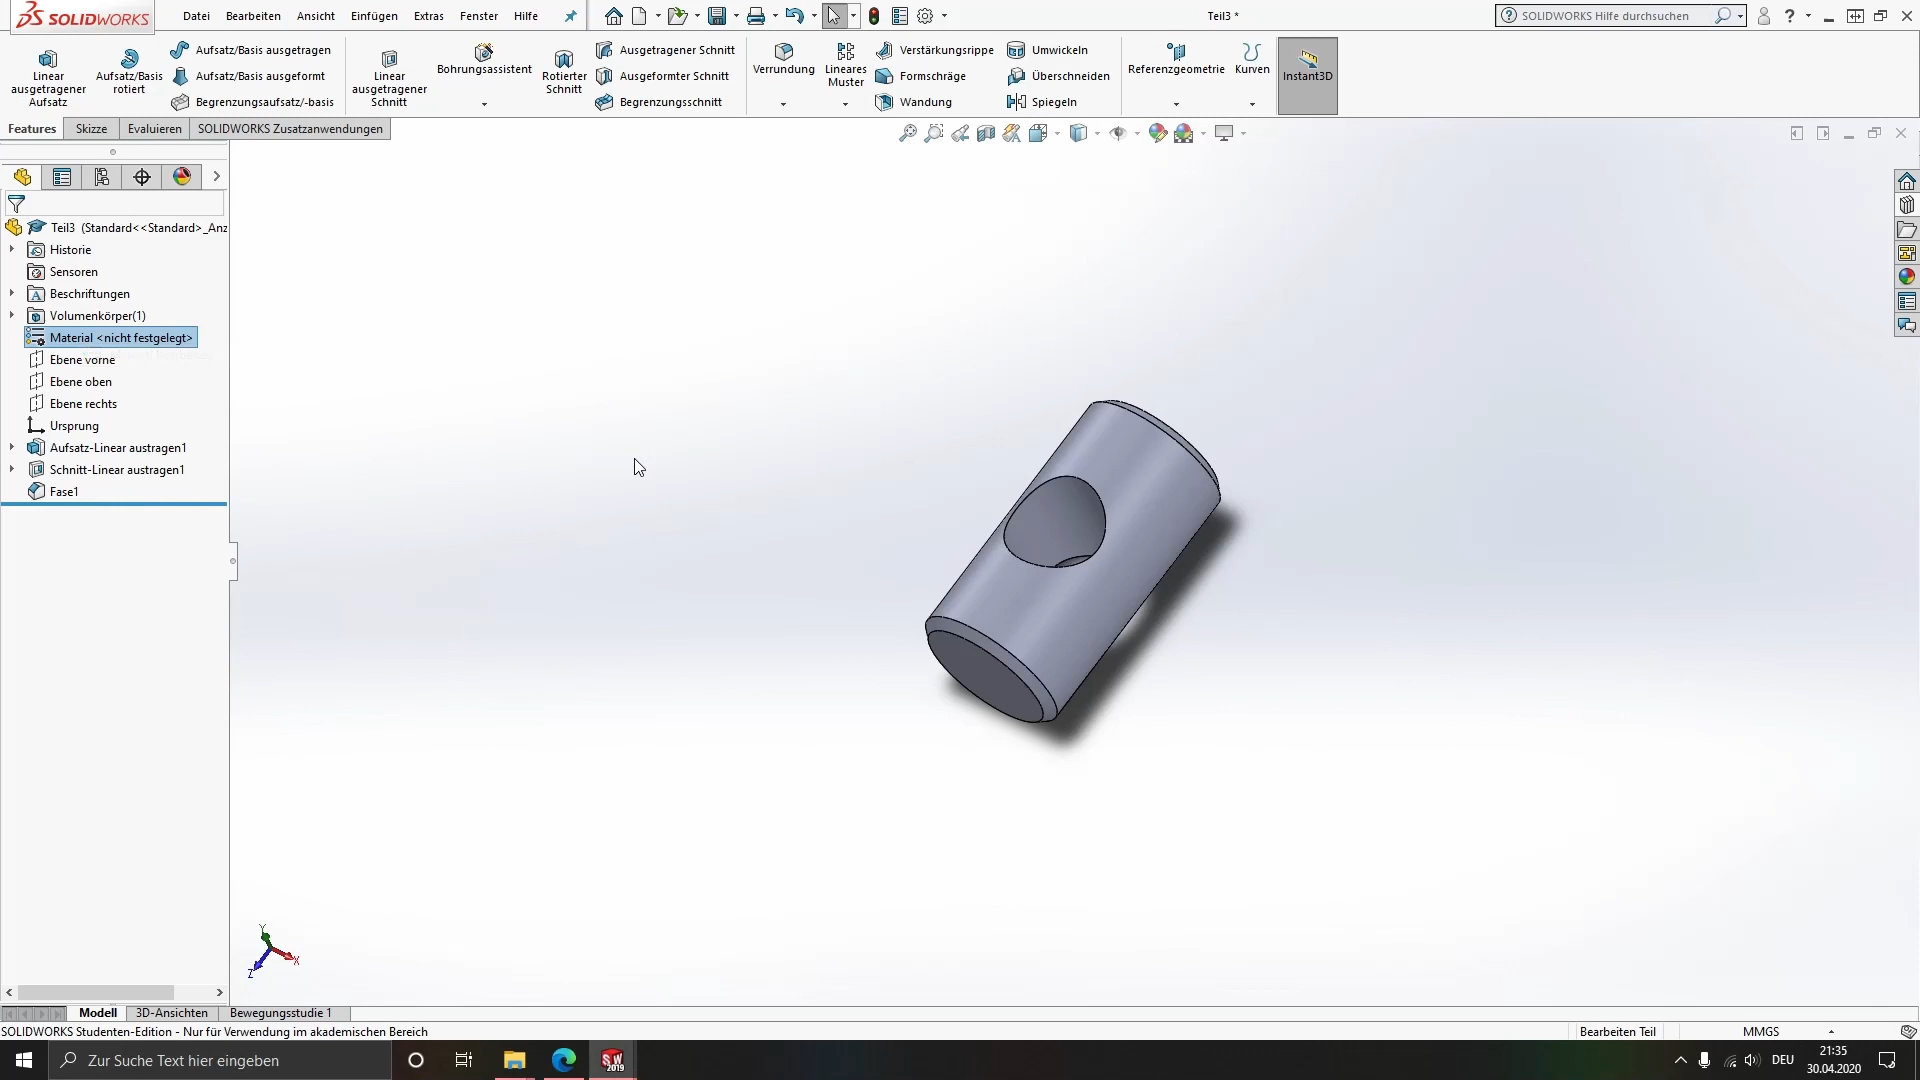 SOLIDWORKS
Datei Bearbeiten Ansicht Einfügen Extras Fenster Hilfe
Teil3 *
SOLIDWORKS Hilfe durchsuchen
Linear ausgetragener Aufsatz
Aufsatz/Basis rotiert
Aufsatz/Basis ausgetragen
Aufsatz/Basis ausgeformt
Begrenzungsaufsatz/-basis
Linear ausgetragener Schnitt
Bohrungsassistent
Rotierter Schnitt
Ausgetragener Schnitt
Ausgeformter Schnitt
Begrenzungsschnitt
Verrundung
Lineares Muster
Verstärkungsrippe
Formschräge
Wandung
Umwickeln
Überschneiden
Spiegeln
Referenzgeometrie
Kurven
Instant3D
Features Skizze Evaluieren SOLIDWORKS Zusatzanwendungen
Teil3 (Standard<<Standard>_Anz
Historie
Sensoren
Beschriftungen
Volumenkörper(1)
Material <nicht festgelegt>
Ebene vorne
Ebene oben
Ebene rechts
Ursprung
Aufsatz-Linear austragen1
Schnitt-Linear austragen1
Fase1
Y
X
Z
Modell 3D-Ansichten Bewegungsstudie 1
SOLIDWORKS Studenten-Edition - Nur für Verwendung im akademischen Bereich
Bearbeiten Teil
MMGS
Zur Suche Text hier eingeben
SW 2019
DEU
21:35
30.04.2020